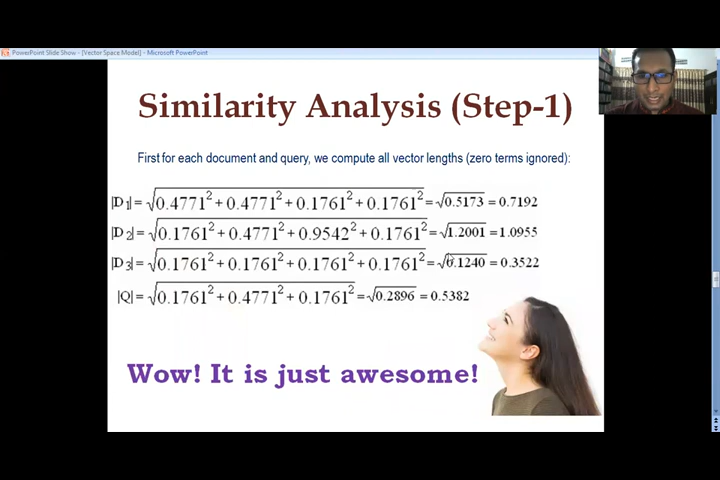 PowerPoint Slide Show - [Vector Space Model] - Microsoft PowerPoint
Similarity Analysis (Step-1)
First for each document and query, we compute all vector lengths (zero terms ignored):
|D₁|= √0.4771² + 0.4771² + 0.1761² + 0.1761² = √0.5173 = 0.7192
|D₂|= √0.1761² + 0.4771² + 0.9542² + 0.1761² = √1.2001 = 1.0955
|D₃|= √0.1761² + 0.1761² + 0.1761² + 0.1761² = √0.1240 = 0.3522
|Q|= √0.1761² + 0.4771² + 0.1761² = √0.2896 = 0.5382
Wow! It is just awesome!